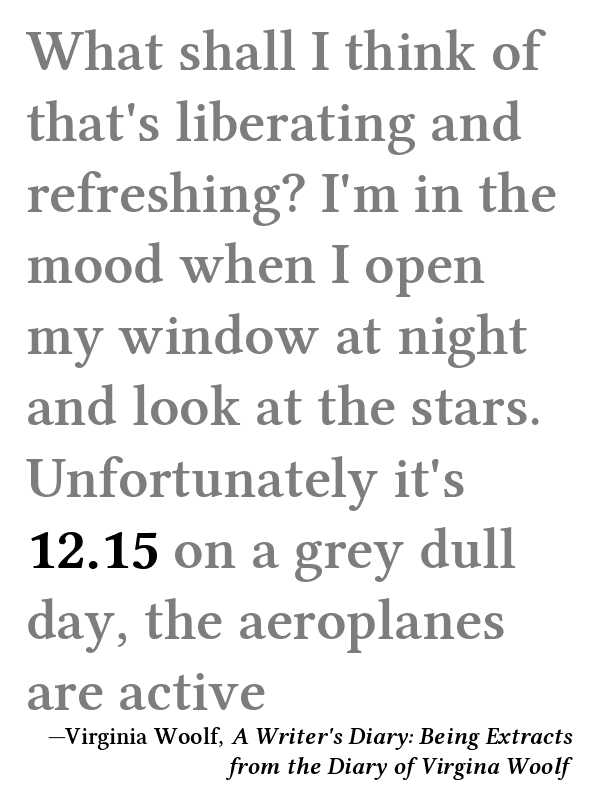 What shall I think of
that's liberating and
refreshing? I'm in the
mood when I open
my window at night
and look at the stars.
Unfortunately it's
12.15 on a grey dull
day, the aeroplanes
are active
—Virginia Woolf, A Writer's Diary: Being Extracts
from the Diary of Virgina Woolf